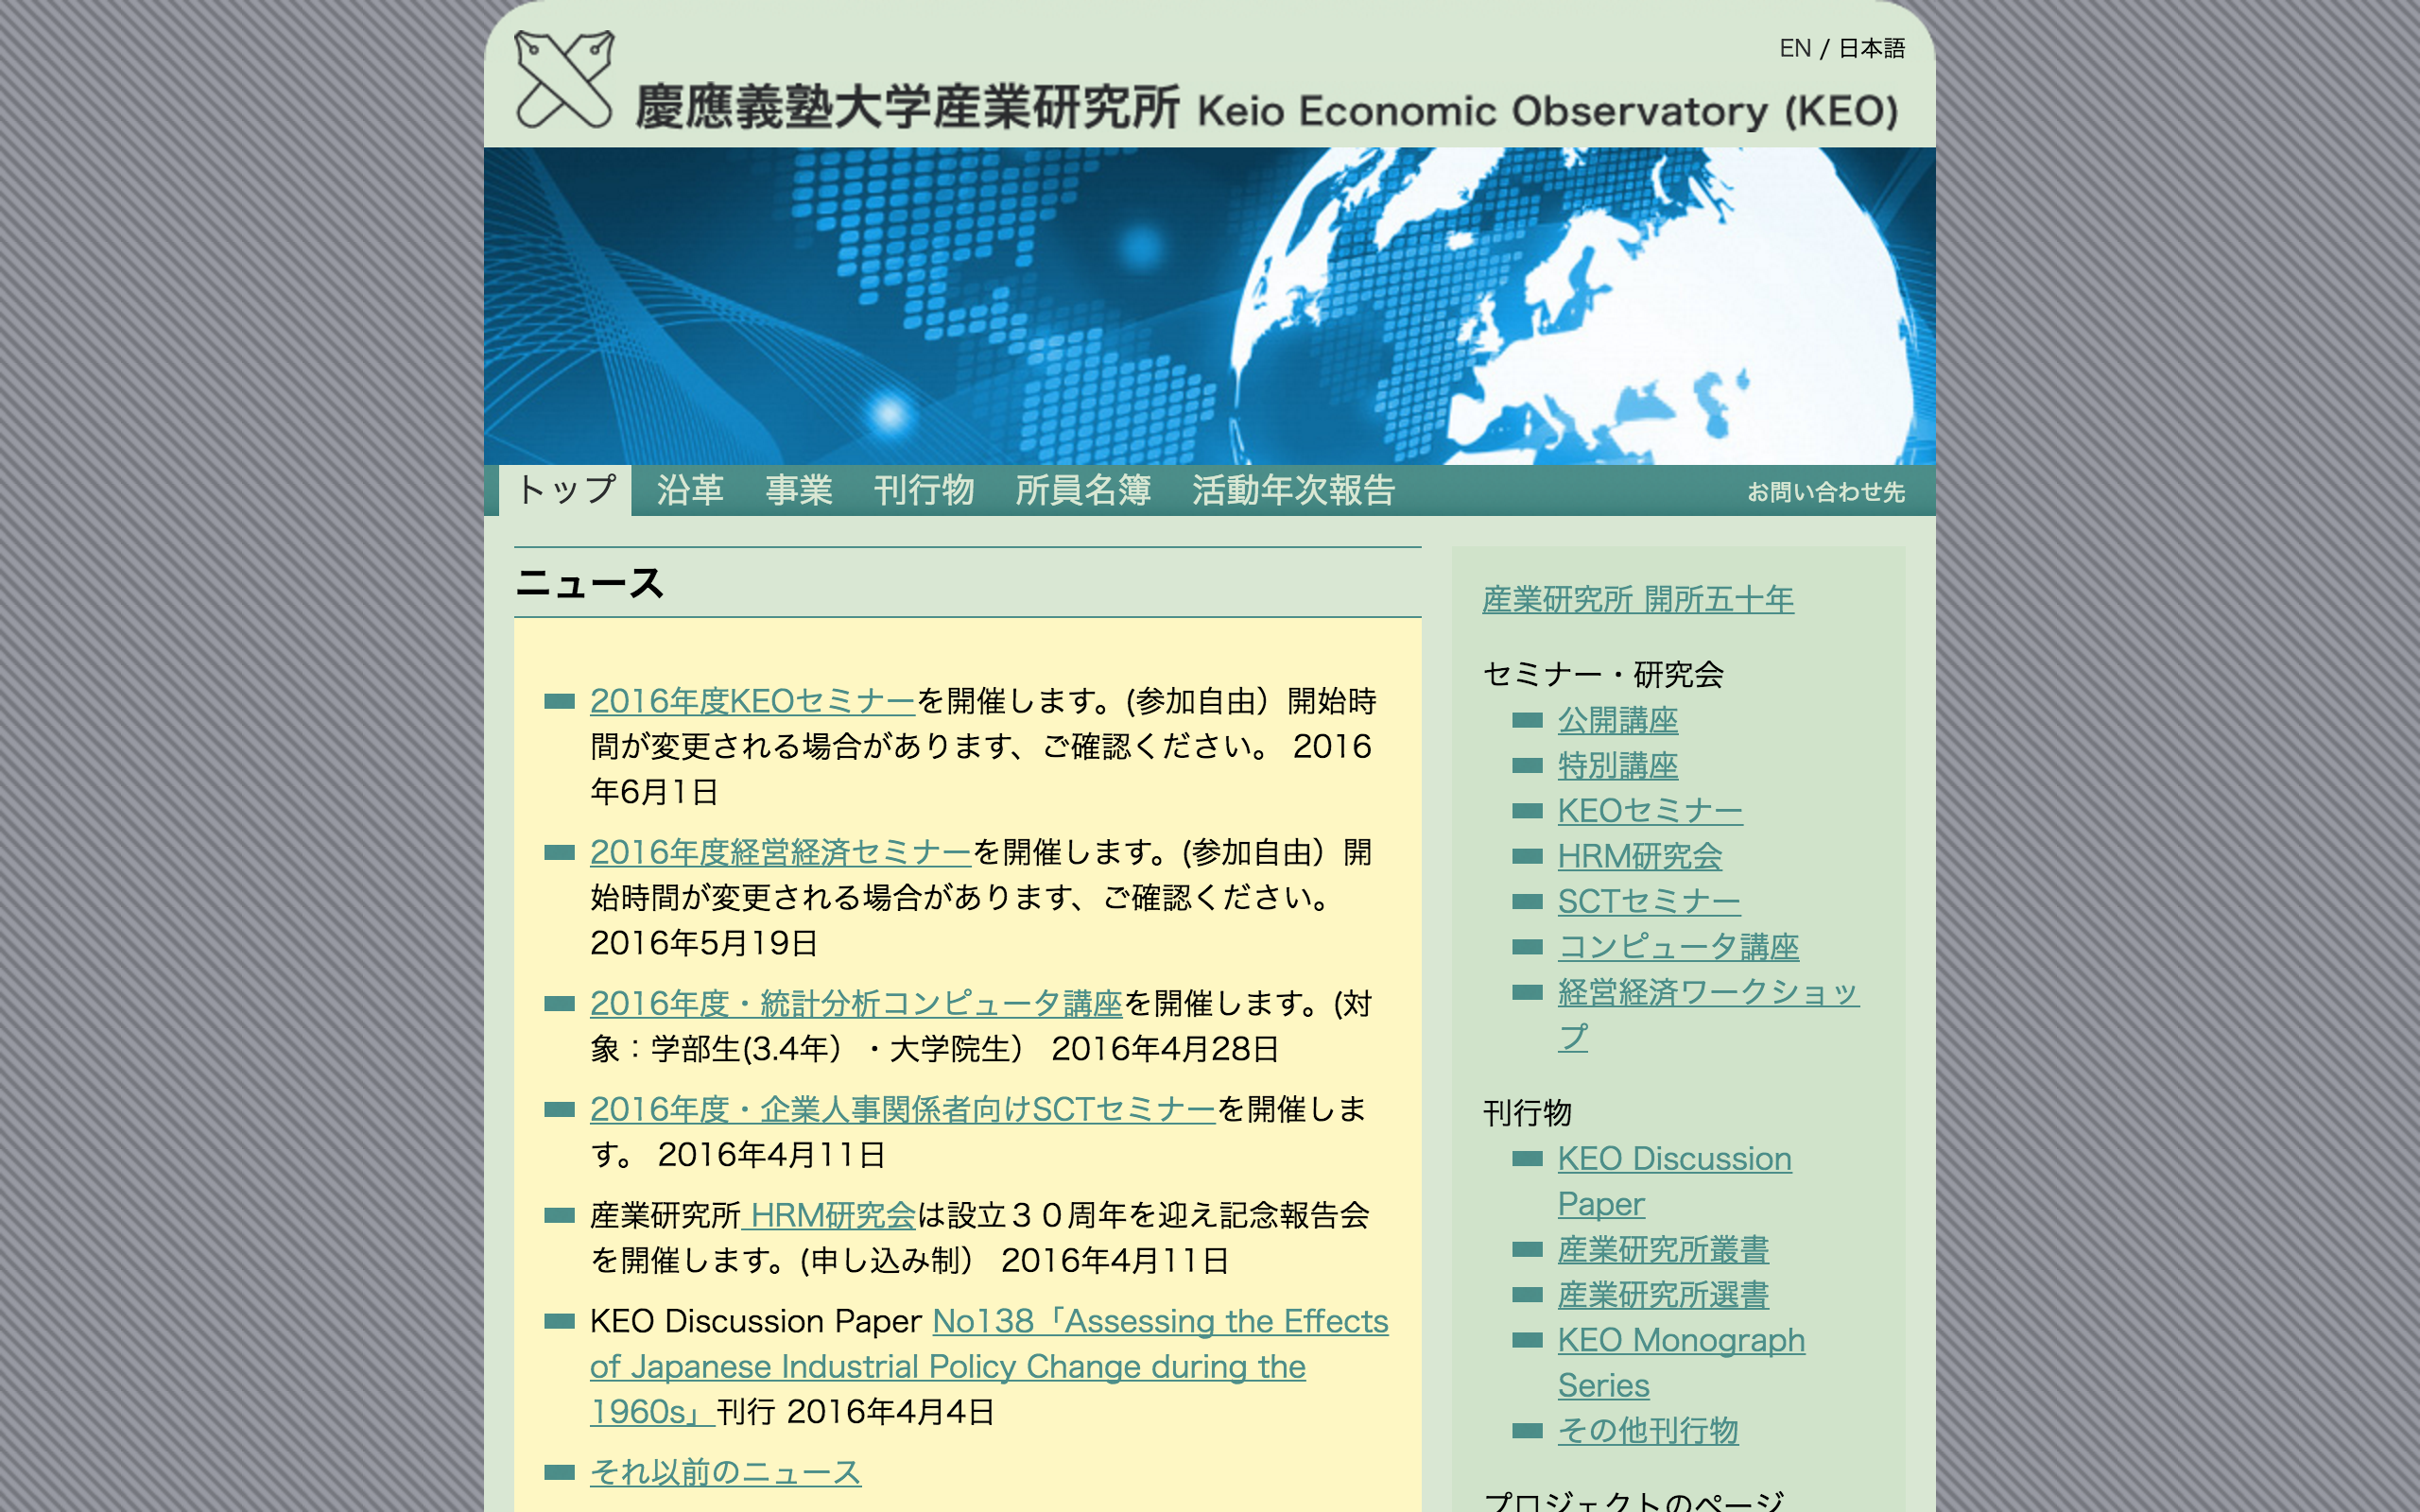 EN / 日本語
慶應義塾大学産業研究所 Keio Economic Observatory (KEO)
トップ 沿革 事業 刊行物 所員名簿 活動年次報告 お問い合わせ先
ニュース
2016年度KEOセミナーを開催します。(参加自由）開始時
間が変更される場合があります、ご確認ください。 2016
年6月1日
2016年度経営経済セミナーを開催します。(参加自由）開
始時間が変更される場合があります、ご確認ください。
2016年5月19日
2016年度・統計分析コンピュータ講座を開催します。(対
象：学部生(3.4年）・大学院生） 2016年4月28日
2016年度・企業人事関係者向けSCTセミナーを開催しま
す。 2016年4月11日
産業研究所 HRM研究会は設立３０周年を迎え記念報告会
を開催します。(申し込み制） 2016年4月11日
KEO Discussion Paper No138「Assessing the Effects
of Japanese Industrial Policy Change during the
1960s」刊行 2016年4月4日
それ以前のニュース
産業研究所 開所五十年
セミナー・研究会
公開講座
特別講座
KEOセミナー
HRM研究会
SCTセミナー
コンピュータ講座
経営経済ワークショッ
プ
刊行物
KEO Discussion
Paper
産業研究所叢書
産業研究所選書
KEO Monograph
Series
その他刊行物
プロジェクトのページ